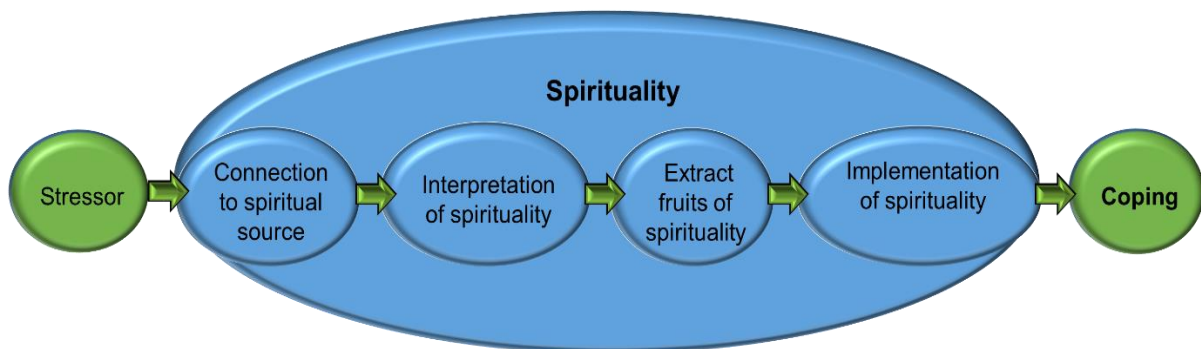 Spirituality
Stressor
Connection
to spiritual
source
Interpretation
of spirituality
Extract
fruits of
spirituality
Implementation
of spirituality
Coping